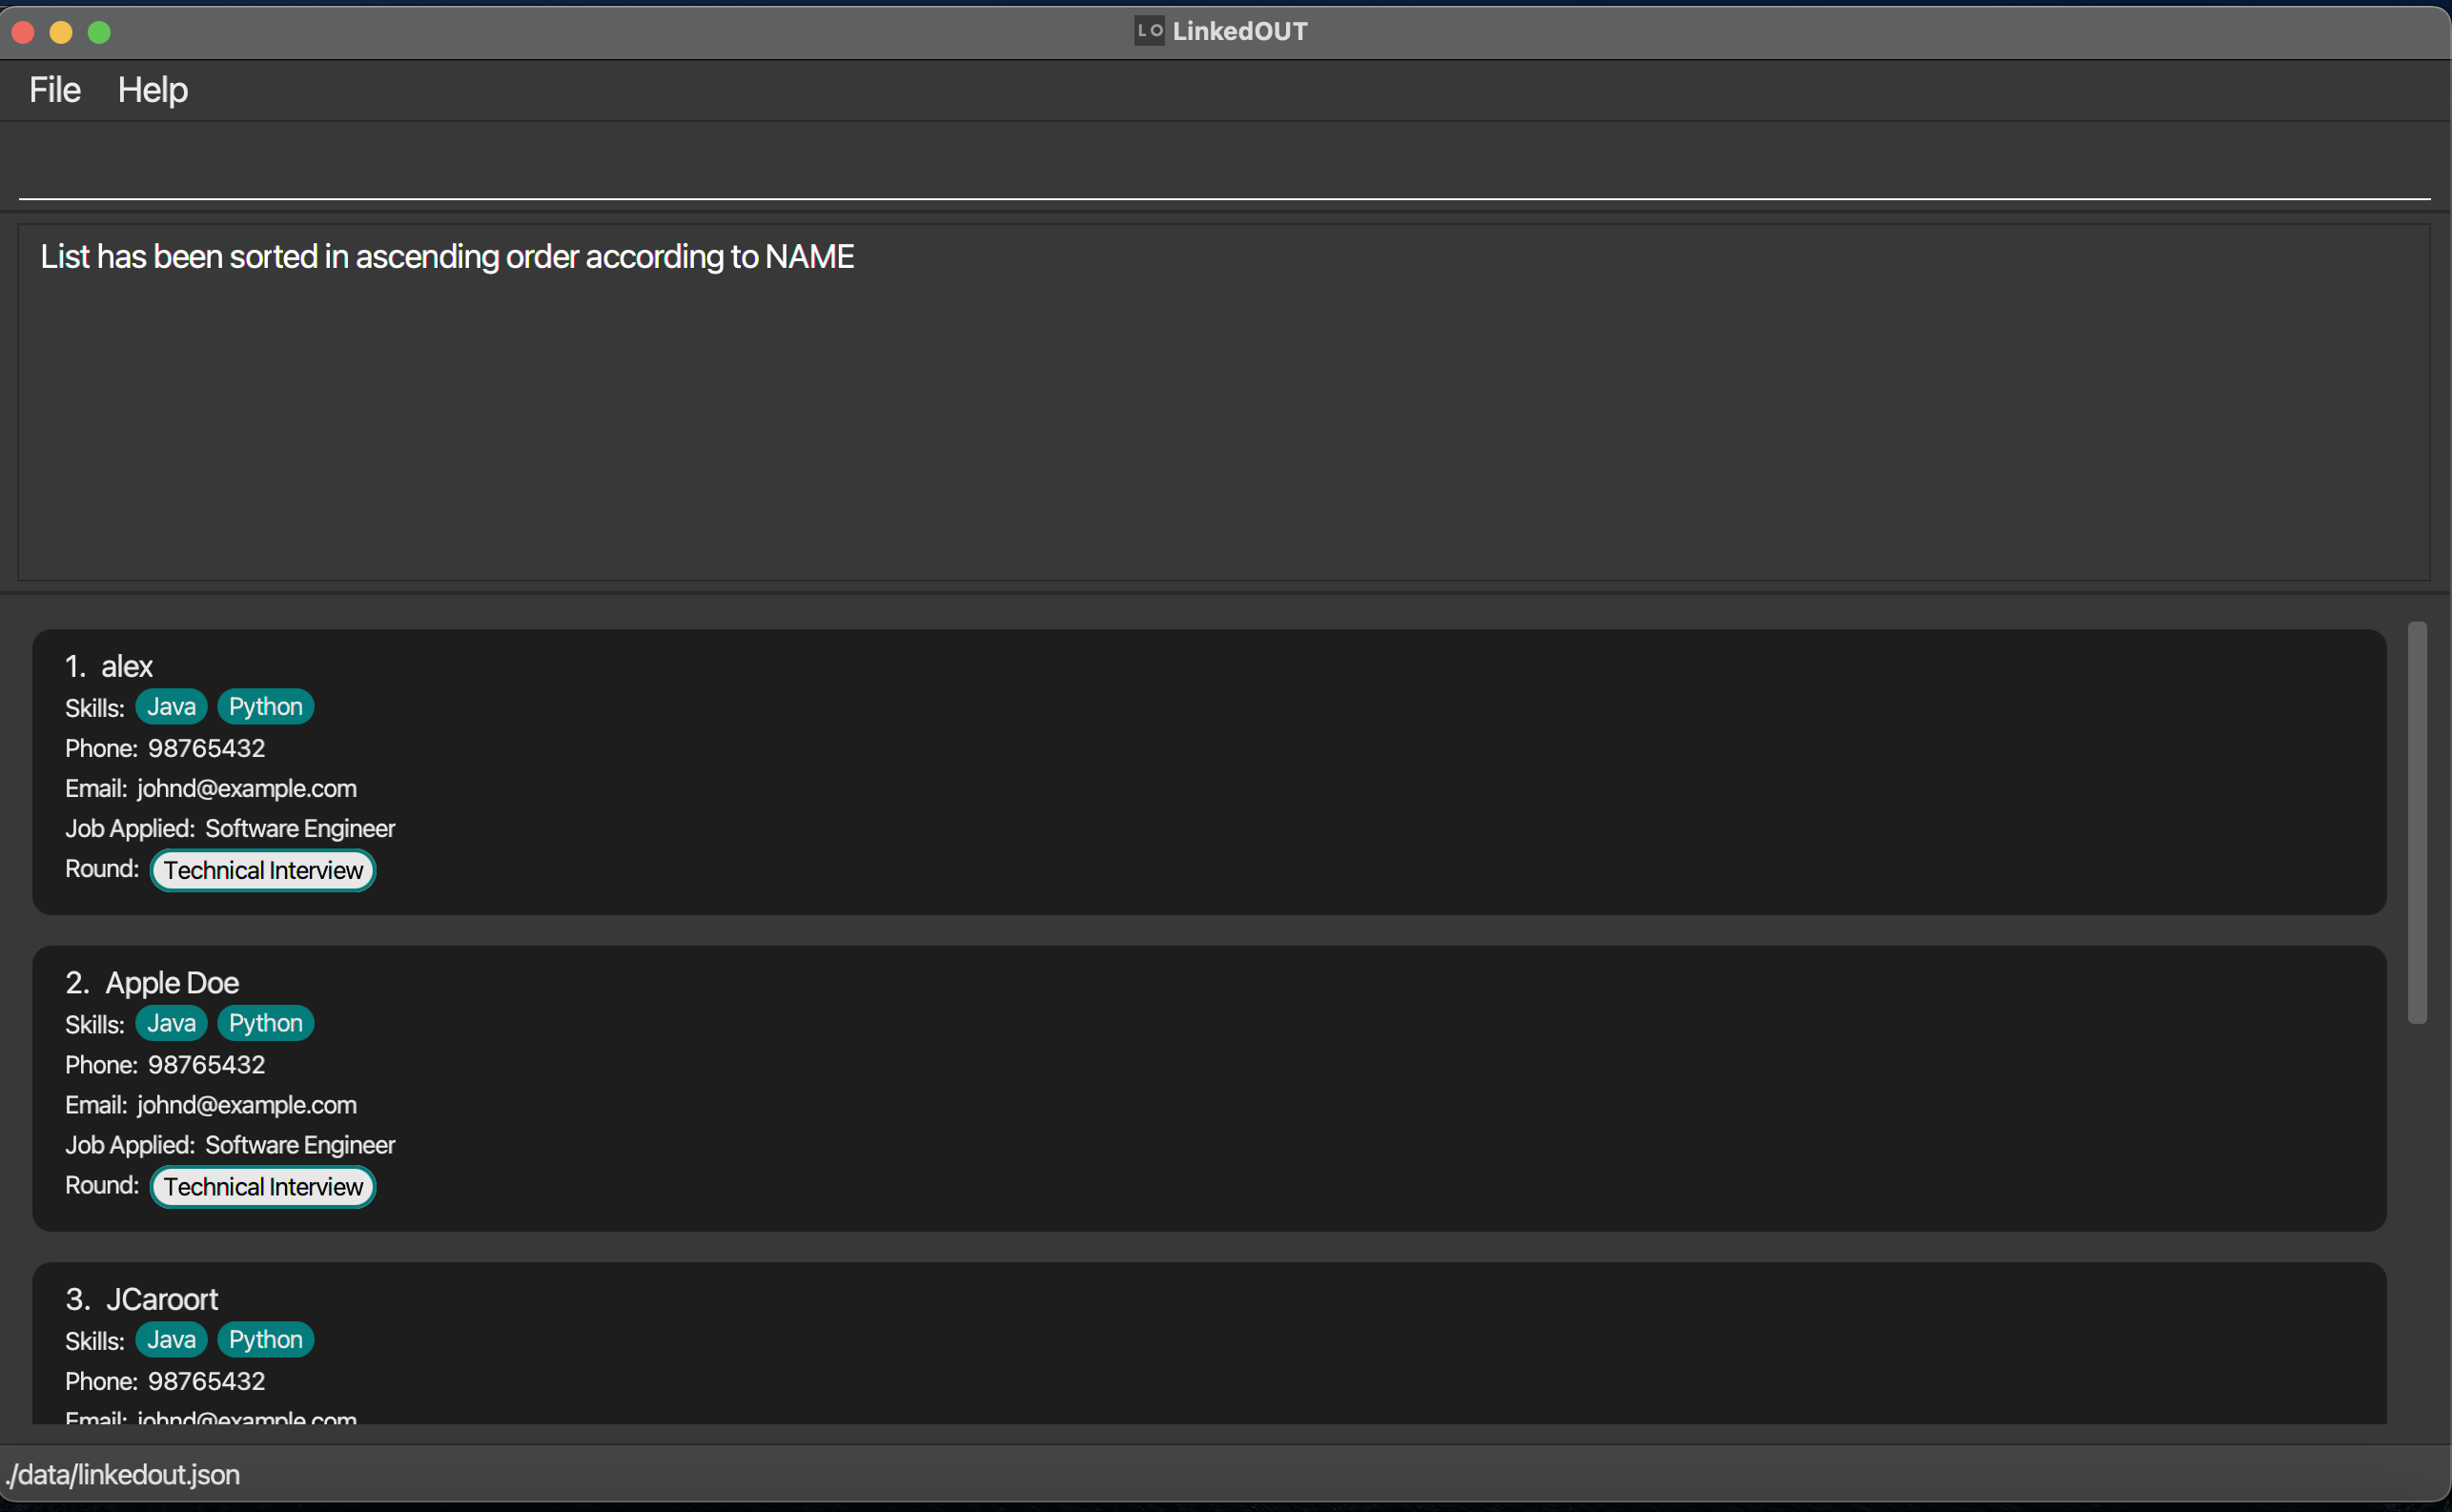 LO LinkedOUT
File Help
List has been sorted in ascending order according to NAME
1. alex
Skills: Java Python
Phone: 98765432
Email: johnd@example.com
Job Applied: Software Engineer
Round: Technical Interview
2. Apple Doe
Skills: Java Python
Phone: 98765432
Email: johnd@example.com
Job Applied: Software Engineer
Round: Technical Interview
3. JCaroort
Skills: Java Python
Phone: 98765432
Email: johnd@example.com
./data/linkedout.json